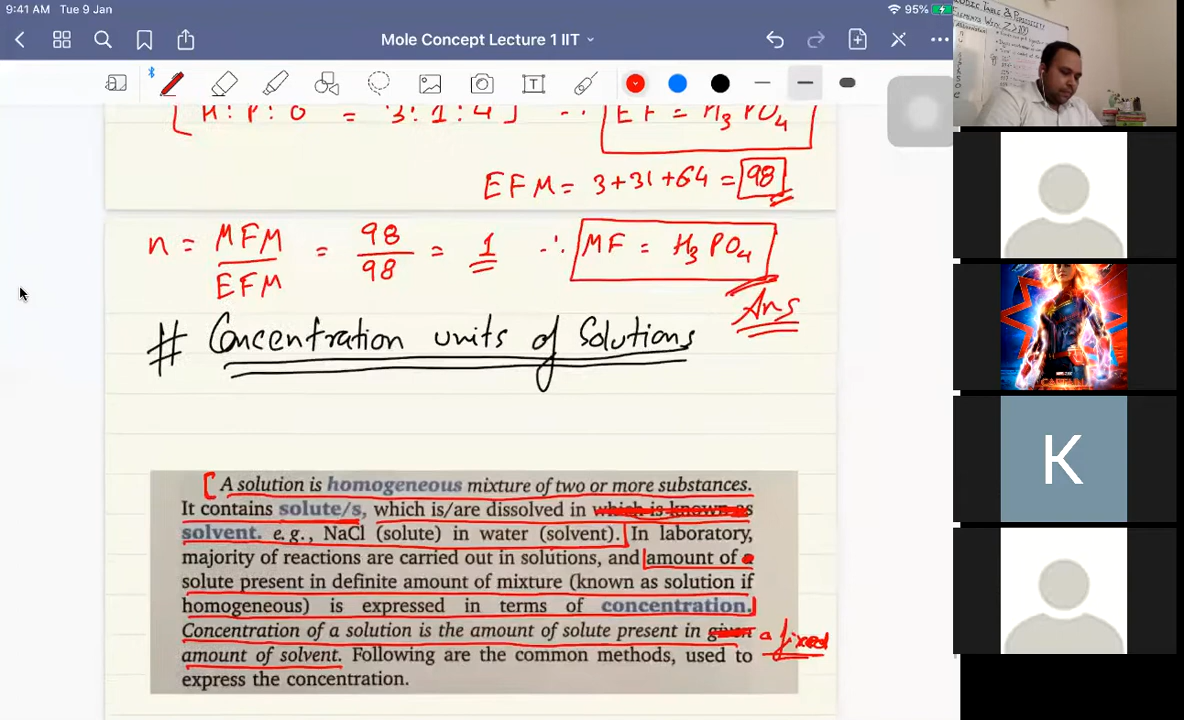 9:41 AM Tue 9 Jan
95%
Mole Concept Lecture 1 IIT
[H : P : O = 3 : 1 : 4] ∴ EF = H₃PO₄
EFM = 3+31+64 = 98
n = MFM/EFM = 98/98 = 1 ∴ MF = H₃PO₄
Ans
# Concentration units of Solutions
[A solution is homogeneous mixture of two or more substances.
It contains solute/s, which is/are dissolved in which is known as
solvent. e.g., NaCl (solute) in water (solvent).] In laboratory,
majority of reactions are carried out in solutions, and [amount of a
solute present in definite amount of mixture (known as solution if
homogeneous) is expressed in terms of concentration.]
Concentration of a solution is the amount of solute present in given a fixed
amount of solvent. Following are the common methods, used to
express the concentration.
K